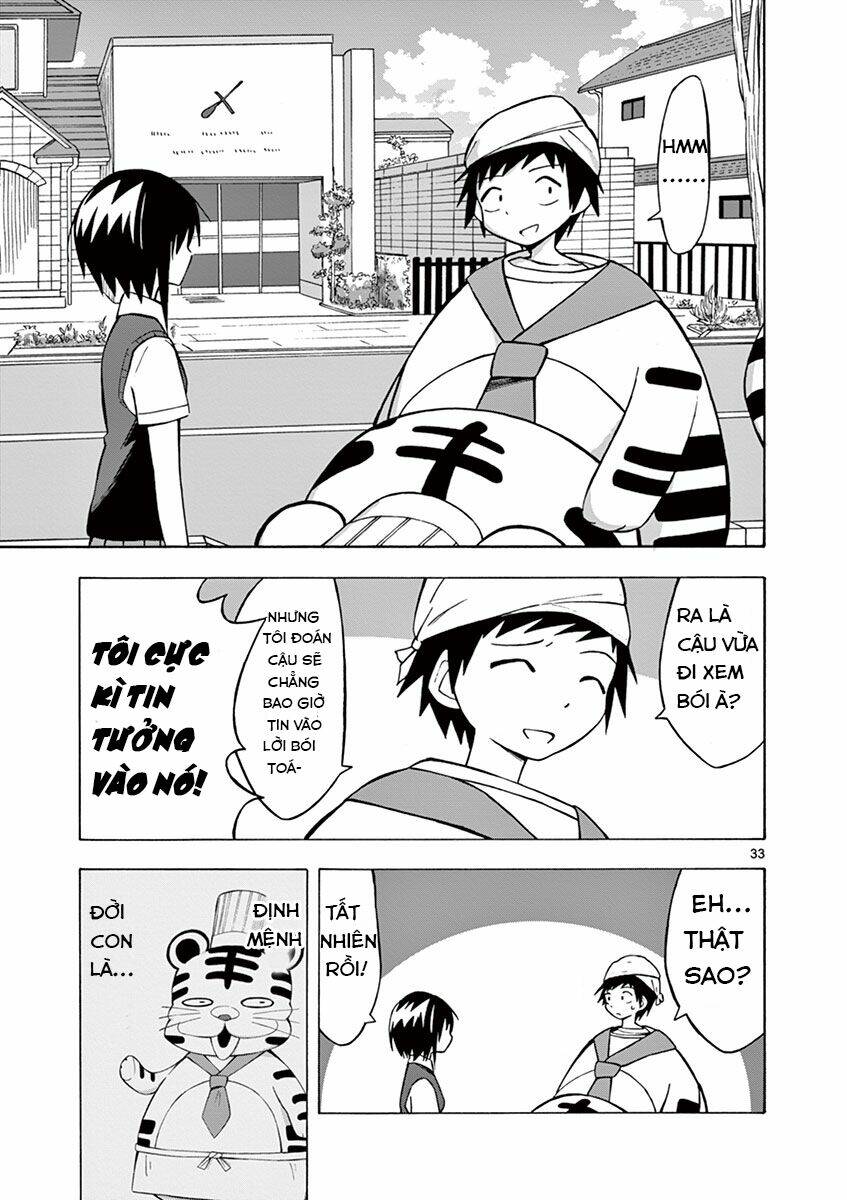 HMM
......
RA LÀ
CẬU VỪA
ĐI XEM
BÓI À?
NHƯNG
TÔI ĐOÁN
CẬU SẼ
CHẲNG
BAO GIỜ
TIN VÀO
LỜI BÓI
TOÁ-
TÔI CỰC
KÌ TIN
TƯỞNG
VÀO NÓ!
33
EH...
THẬT
SAO?
TẤT
NHIÊN
RỒI!
ĐỊNH
MỆNH
ĐỜI
CON
LÀ...